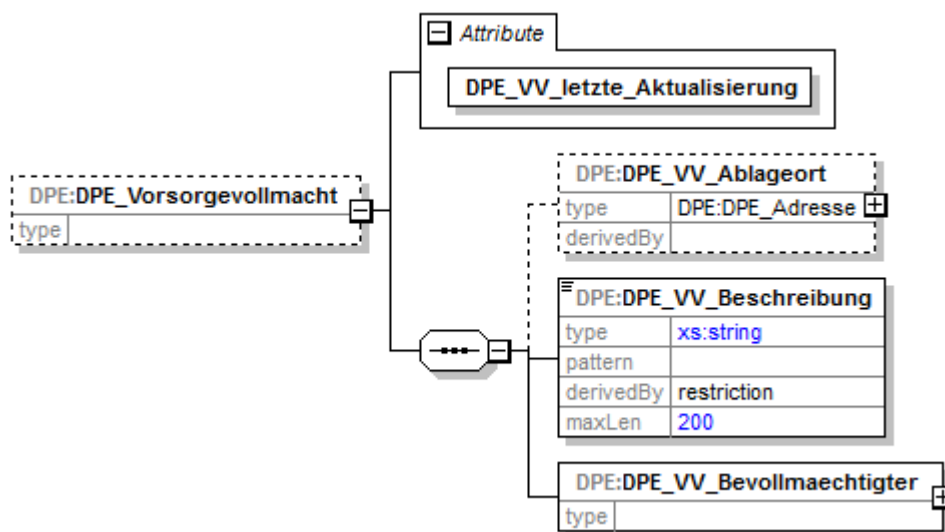 Attribute
DPE_VV_letzte_Aktualisierung
DPE:DPE_Vorsorgevollmacht
type
DPE:DPE_VV_Ablageort
type DPE:DPE_Adresse
derivedBy
DPE:DPE_VV_Beschreibung
type xs:string
pattern
derivedBy restriction
maxLen 200
DPE:DPE_VV_Bevollmaechtigter
type